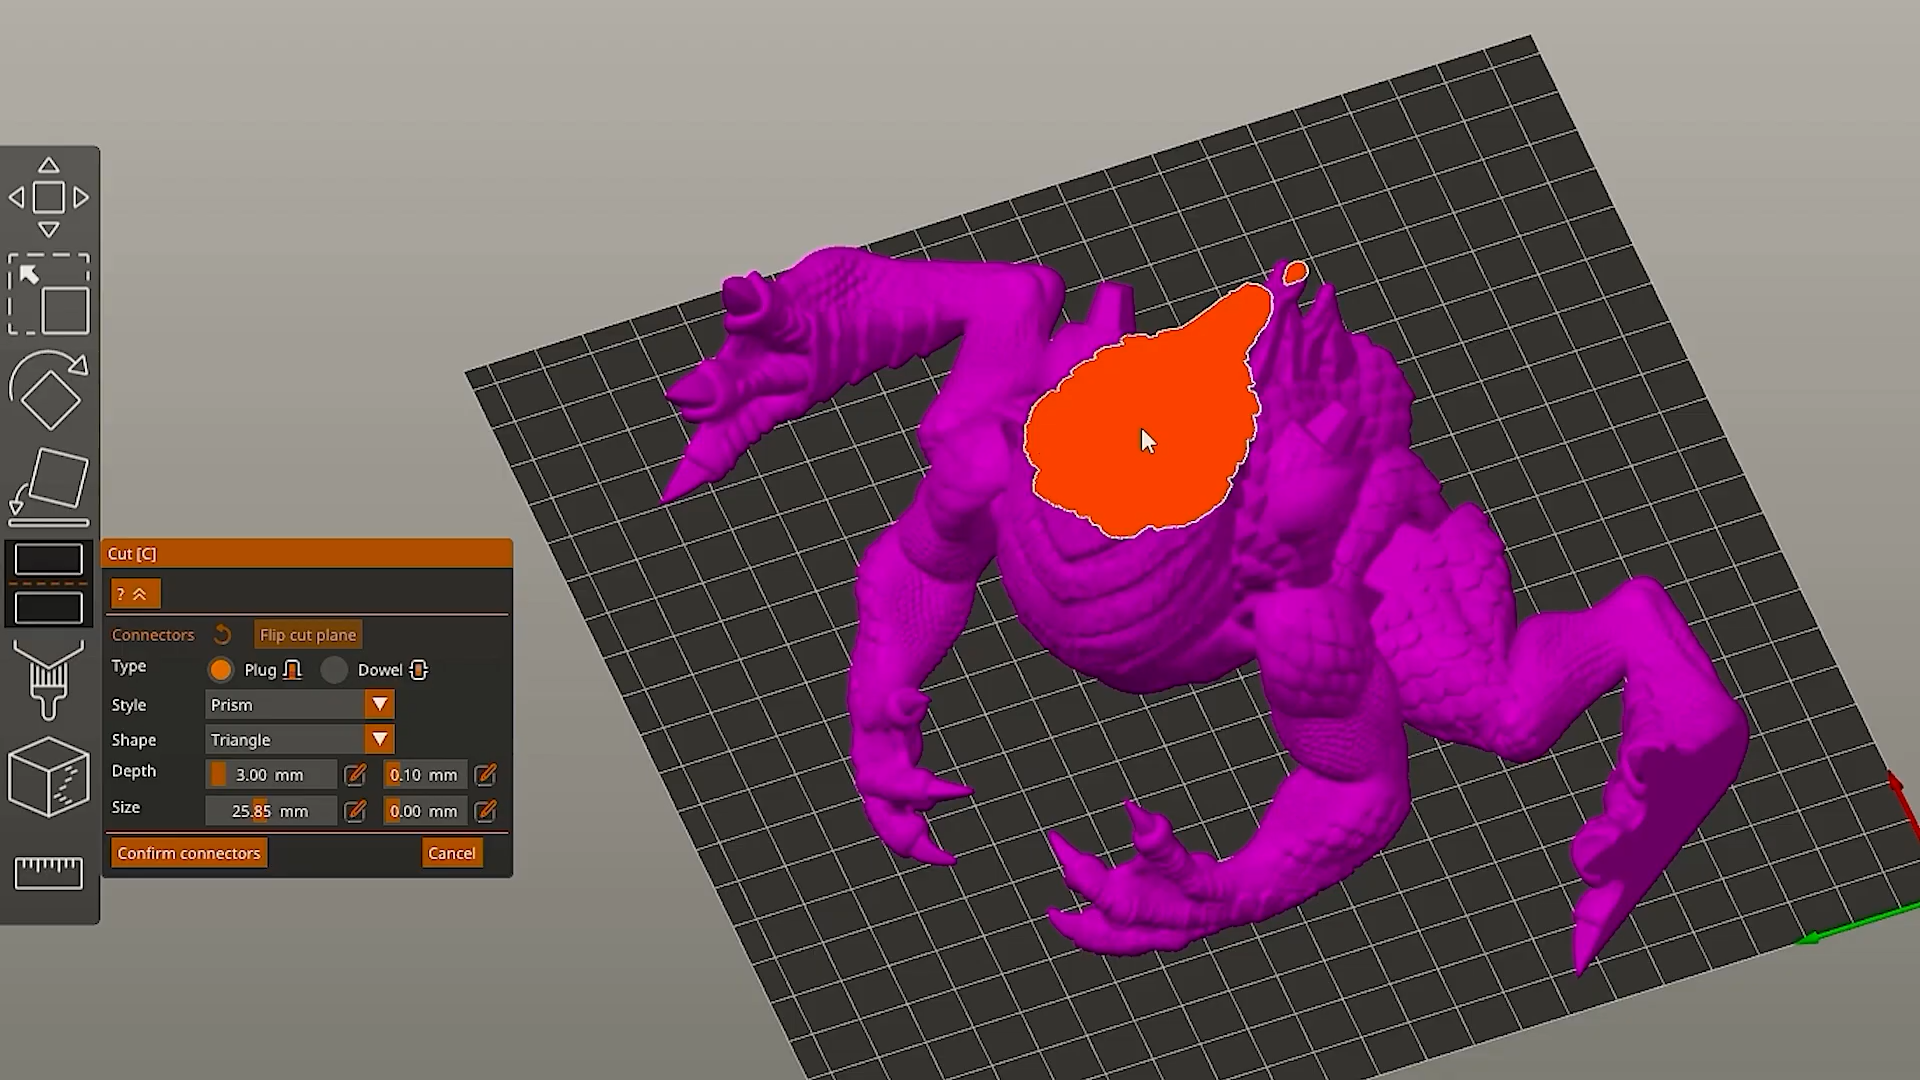 Cut [C]
?
Connectors Flip cut plane
Type Plug Dowel
Style Prism
Shape Triangle
Depth 3.00 mm 0.10 mm
Size 25.85 mm 0.00 mm
Confirm connectors Cancel